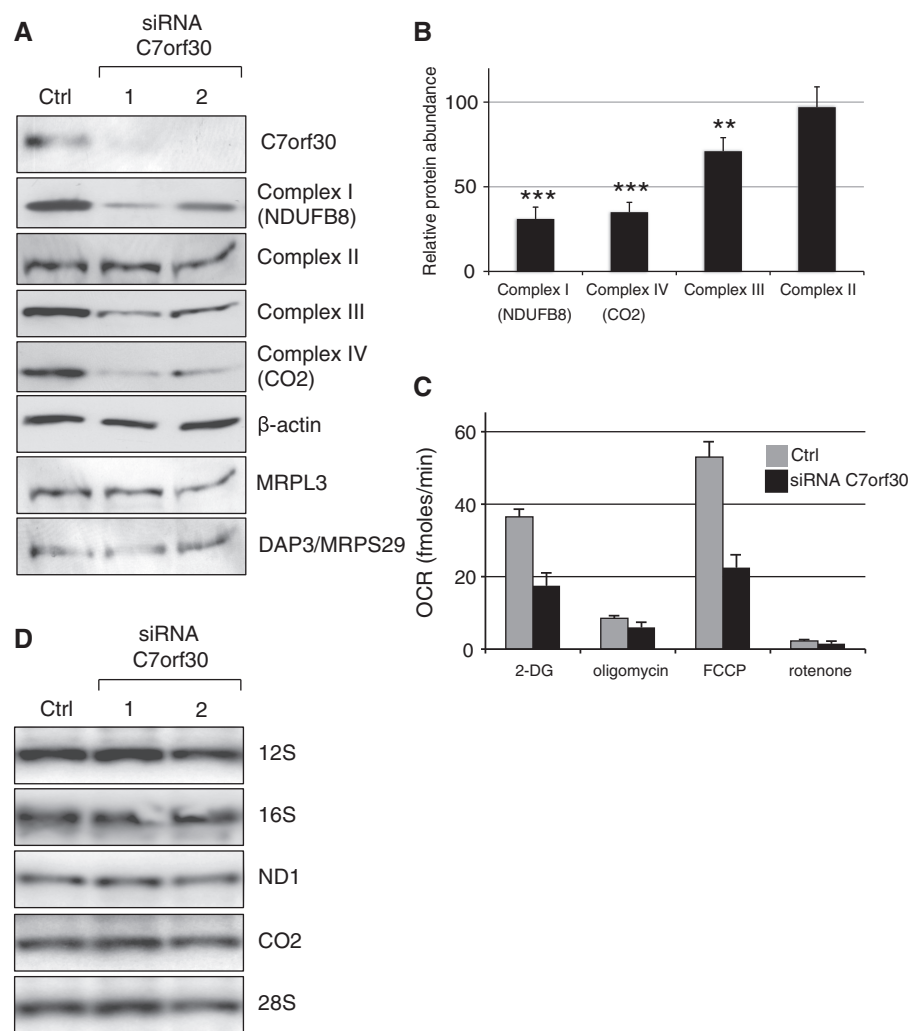 A
siRNA
C7orf30
Ctrl 1 2
C7orf30
Complex I
(NDUFB8)
Complex II
Complex III
Complex IV
(CO2)
β-actin
MRPL3
DAP3/MRPS29
B
Relative protein abundance
100
50
0
***
***
**
Complex I
(NDUFB8)
Complex IV
(CO2)
Complex III
Complex II
C
OCR (fmoles/min)
60
40
20
0
Ctrl
siRNA C7orf30
2-DG oligomycin FCCP rotenone
D
siRNA
C7orf30
Ctrl 1 2
12S
16S
ND1
CO2
28S